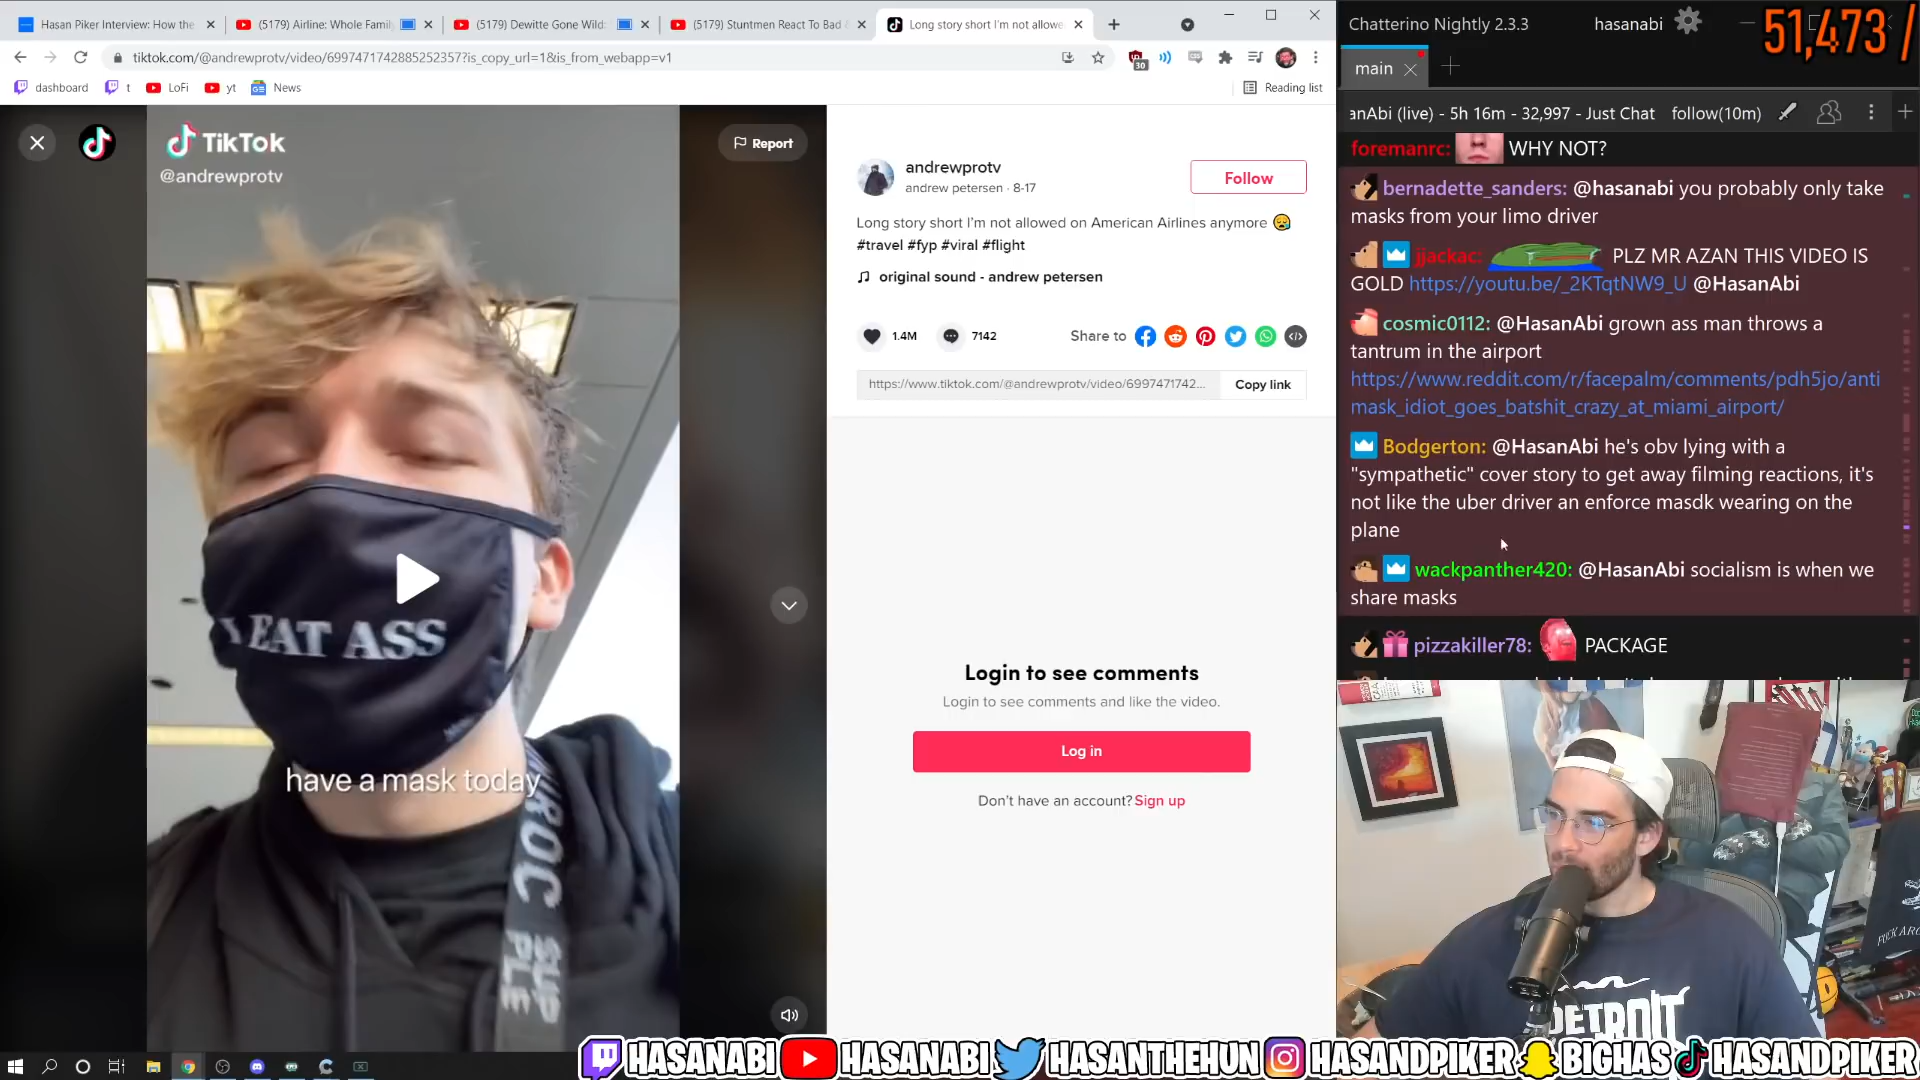 Hasan Piker Interview: How the
(5179) Airline: Whole Family
(5179) Dewitte Gone Wild:
(5179) Stuntmen React To Bad
Long story short I'm not allowe
tiktok.com/@andrewprotv/video/6997471742885252357?is_copy_url=1&is_from_webapp=v1
30
dashboard
t
LoFi
yt
News
Reading list
TikTok
@andrewprotv
Report
EAT ASS
have a mask today
andrewprotv
andrew petersen · 8-17
Follow
Long story short I'm not allowed on American Airlines anymore 😪
#travel #fyp #viral #flight
original sound - andrew petersen
1.4M
7142
Share to
https://www.tiktok.com/@andrewprotv/video/6997471742...
Copy link
Login to see comments
Login to see comments and like the video.
Log in
Don't have an account? Sign up
Chatterino Nightly 2.3.3
hasanabi
51,473 /
main
anAbi (live) - 5h 16m - 32,997 - Just Chat
follow(10m)
foremanrc: WHY NOT?
bernadette_sanders: @hasanabi you probably only take
masks from your limo driver
jjackac: PLZ MR AZAN THIS VIDEO IS
GOLD https://youtu.be/_2KTqtNW9_U @HasanAbi
cosmic0112: @HasanAbi grown ass man throws a
tantrum in the airport
https://www.reddit.com/r/facepalm/comments/pdh5jo/anti
mask_idiot_goes_batshit_crazy_at_miami_airport/
Bodgerton: @HasanAbi he's obv lying with a
"sympathetic" cover story to get away filming reactions, it's
not like the uber driver an enforce masdk wearing on the
plane
wackpanther420: @HasanAbi socialism is when we
share masks
pizzakiller78: PACKAGE
DETROIT
HASANABI
HASANABI
HASANTHEHUN
HASANDPIKER
BIGHAS
HASANDPIKER